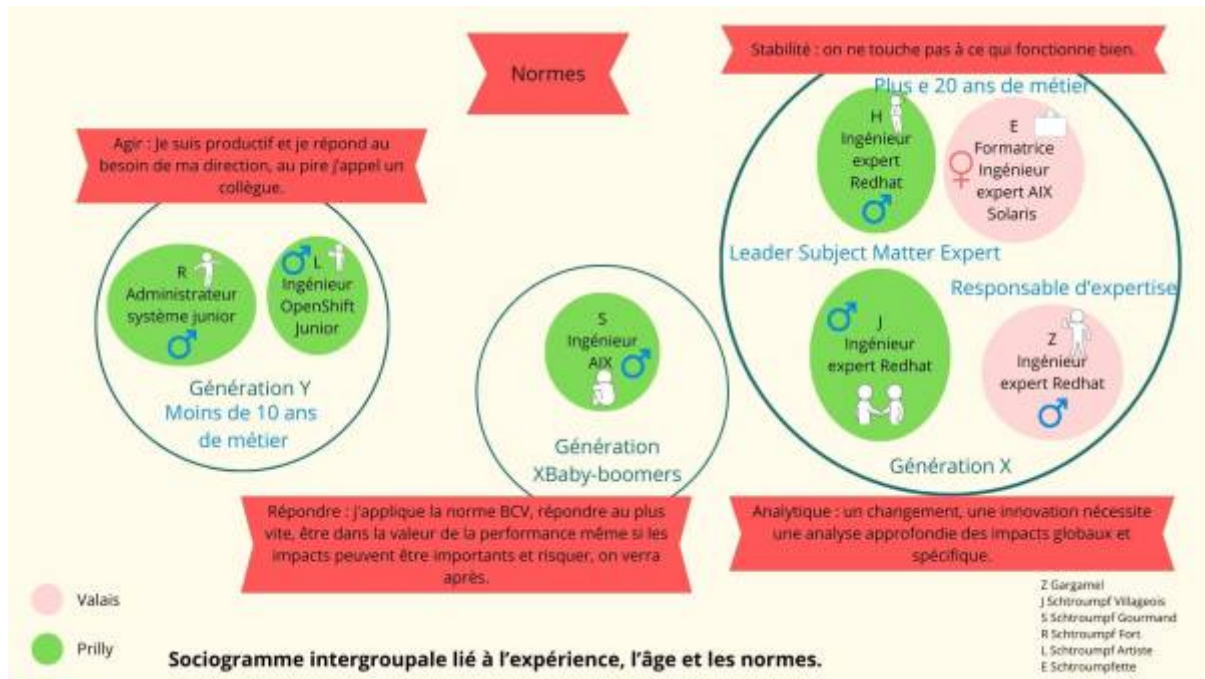 Normes
Stabilité : on ne touche pas à ce qui fonctionne bien.
Agir : Je suis productif et je répond au
besoin de ma direction, au pire j'appel un
collègue.
R
Administrateur
système junior
L
Ingénieur
OpenShift
Junior
Génération Y
Moins de 10 ans
de métier
S
Ingénieur
AIX
Génération
XBaby-boomers
Répondre : j'applique la norme BCV, répondre au plus
vite, être dans la valeur de la performance même si les
impacts peuvent être importants et risquer, on verra
après.
Plus e 20 ans de métier
H
Ingénieur
expert
Redhat
E
Formatrice
Ingénieur
expert AIX
Solaris
Leader Subject Matter Expert
Responsable d'expertise
J
Ingénieur
expert Redhat
Z
Ingénieur
expert Redhat
Génération X
Analytique : un changement, une innovation nécessite
une analyse approfondie des impacts globaux et
spécifique.
Valais
Prilly
Sociogramme intergroupale lié à l'expérience, l'âge et les normes.
Z Gargamel
J Schtroumpf Villageois
S Schtroumpf Gourmand
R Schtroumpf Fort
L Schtroumpf Artiste
E Schtroumpfette